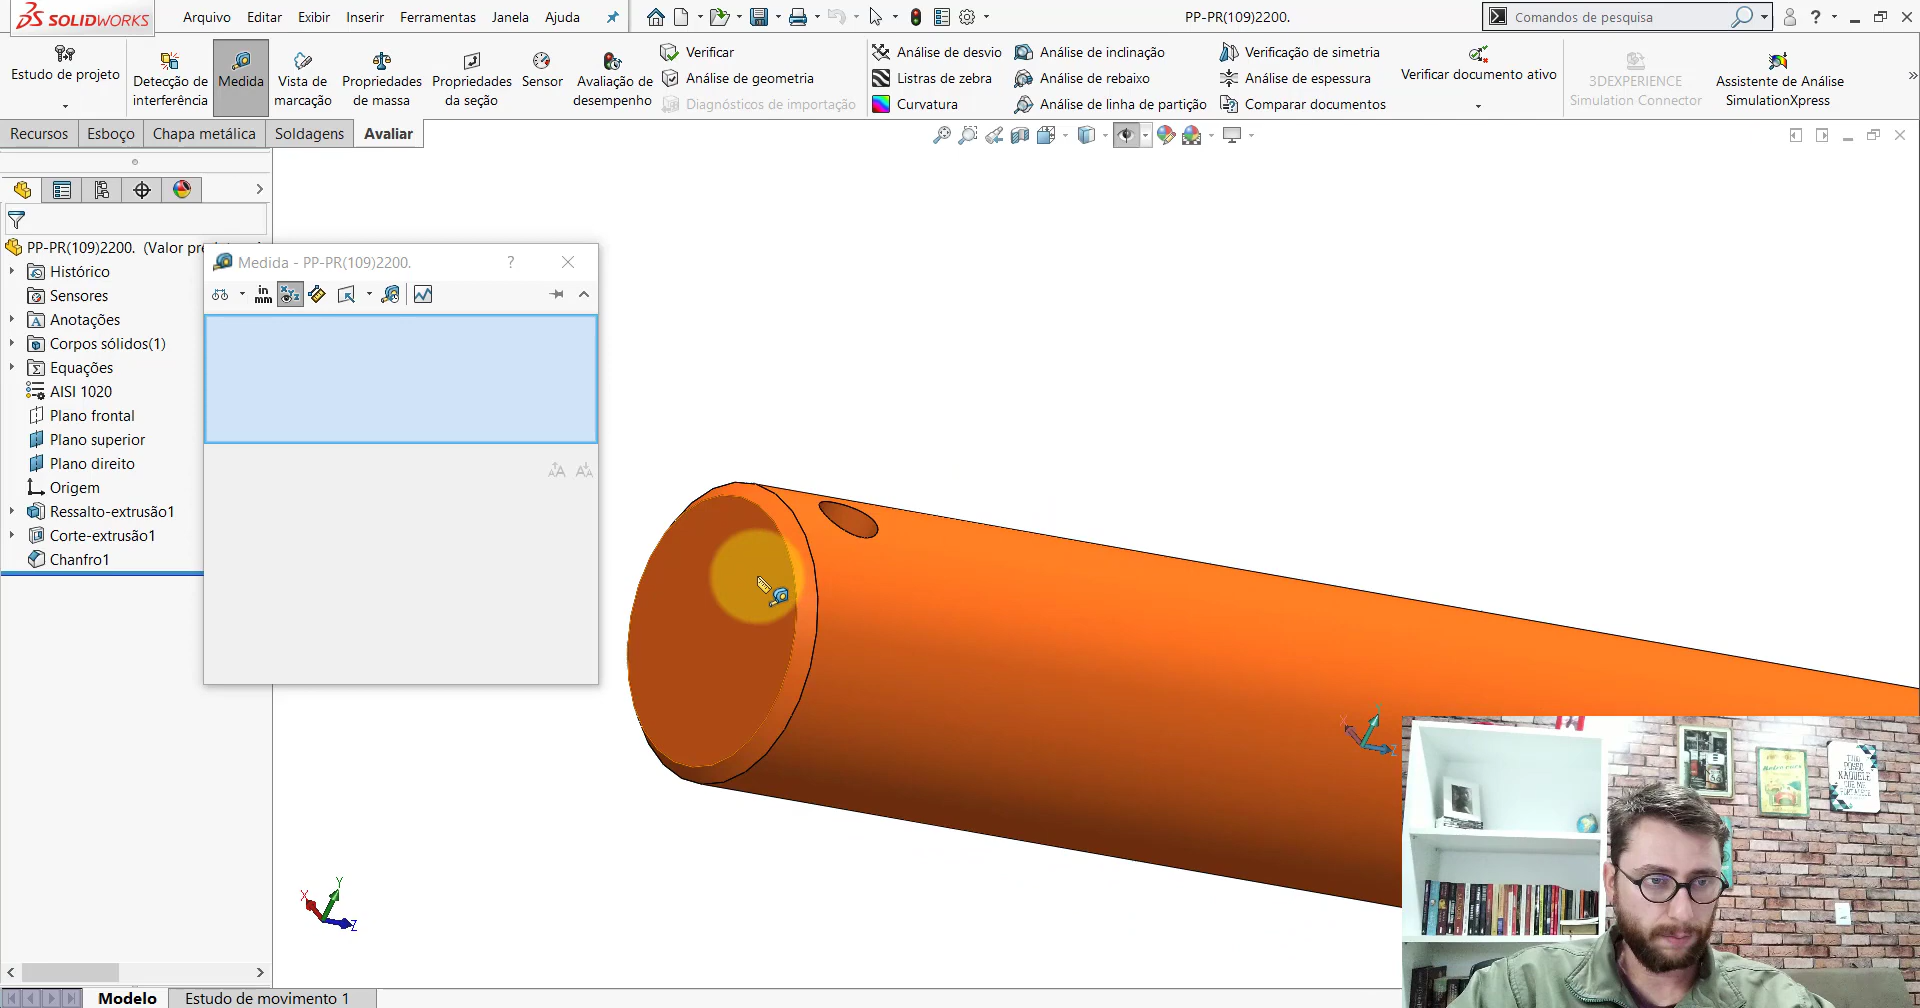 SOLIDWORKS
Arquivo Editar Exibir Inserir Ferramentas Janela Ajuda
PP-PR(109)2200.
Comandos de pesquisa
Estudo de projeto
Detecção de interferência
Medida
Vista de marcação
Propriedades de massa
Propriedades da seção
Sensor
Avaliação de desempenho
Verificar
Análise de geometria
Diagnósticos de importação
Análise de desvio
Listras de zebra
Curvatura
Análise de inclinação
Análise de rebaixo
Análise de linha de partição
Verificação de simetria
Análise de espessura
Comparar documentos
Verificar documento ativo
3DEXPERIENCE
Simulation Connector
Assistente de Análise
SimulationXpress
Recursos Esboço Chapa metálica Soldagens Avaliar
PP-PR(109)2200. (Valor pre
Histórico
Sensores
Anotações
Corpos sólidos(1)
Equações
AISI 1020
Plano frontal
Plano superior
Plano direito
Origem
Ressalto-extrusão1
Corte-extrusão1
Chanfro1
Medida - PP-PR(109)2200.
?
in
mm
Y
X
Z
Modelo
Estudo de movimento 1